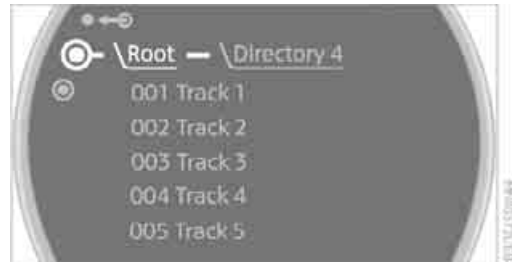 \Root — \Directory 4
001 Track 1
002 Track 2
003 Track 3
004 Track 4
005 Track 5